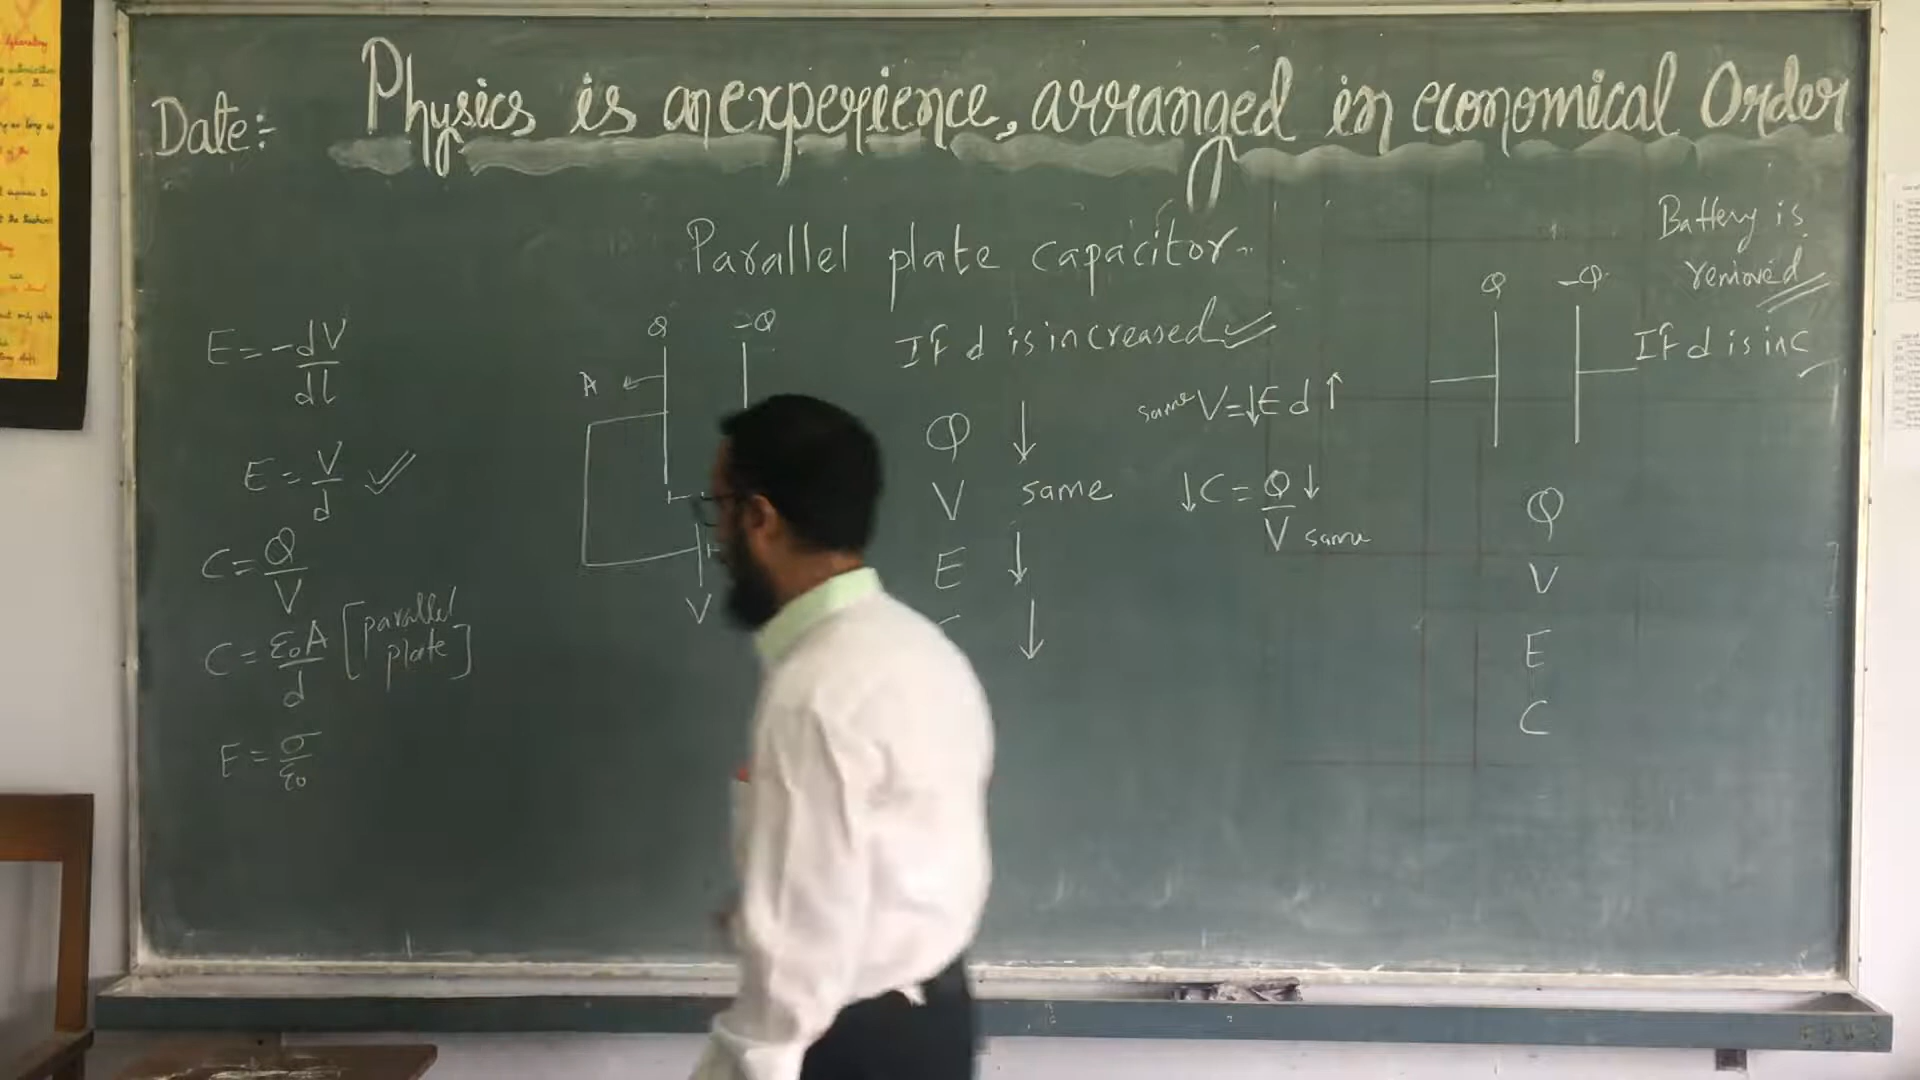 Date:- Physics is an experience, arranged in economical Order
Parallel plate capacitor
E = -dV/dl
E = V/d ✓
C = Q/V
C = ε₀A/d [parallel plate]
E = σ/ε₀
Q -Q
A
V
If d is increased ✓
Q ↓
V same
E ↓
↓
same V = ↓E d↑
↓C = Q↓/V same
Battery is
removed
Q -Q
If d is inc
Q
V
E
C